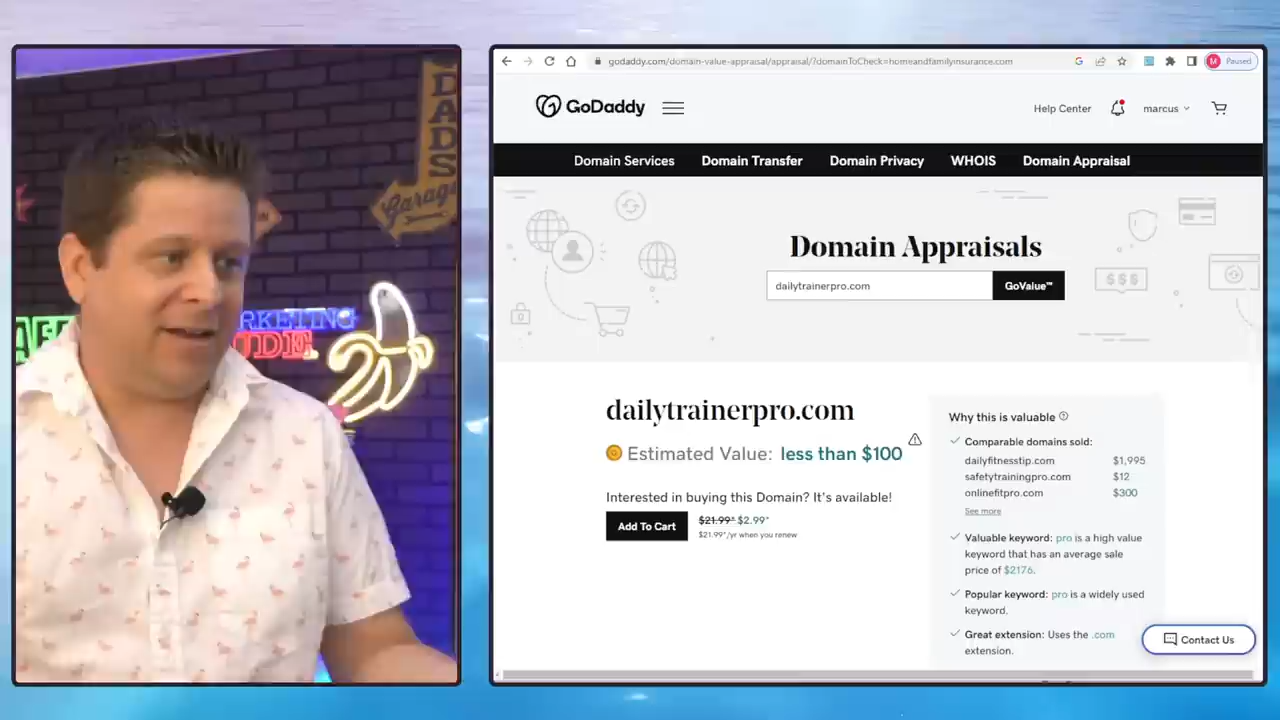 DADS
Garage
RKETING
UDE.
godaddy.com/domain-value-appraisal/appraisal/?domainToCheck=homeandfamilyinsurance.com
M
Paused
GoDaddy
Help Center
marcus
Domain Services
Domain Transfer
Domain Privacy
WHOIS
Domain Appraisal
Domain Appraisals
dailytrainerpro.com
GoValue™
$$$
dailytrainerpro.com
Estimated Value: less than $100
Interested in buying this Domain? It's available!
Add To Cart
$21.99* $2.99*
$21.99*/yr when you renew
Why this is valuable
Comparable domains sold:
dailyfitnesstip.com $1,995
safetytrainingpro.com $12
onlinefitpro.com $300
See more
Valuable keyword: pro is a high value
keyword that has an average sale
price of $2176.
Popular keyword: pro is a widely used
keyword.
Great extension: Uses the .com
extension.
Contact Us